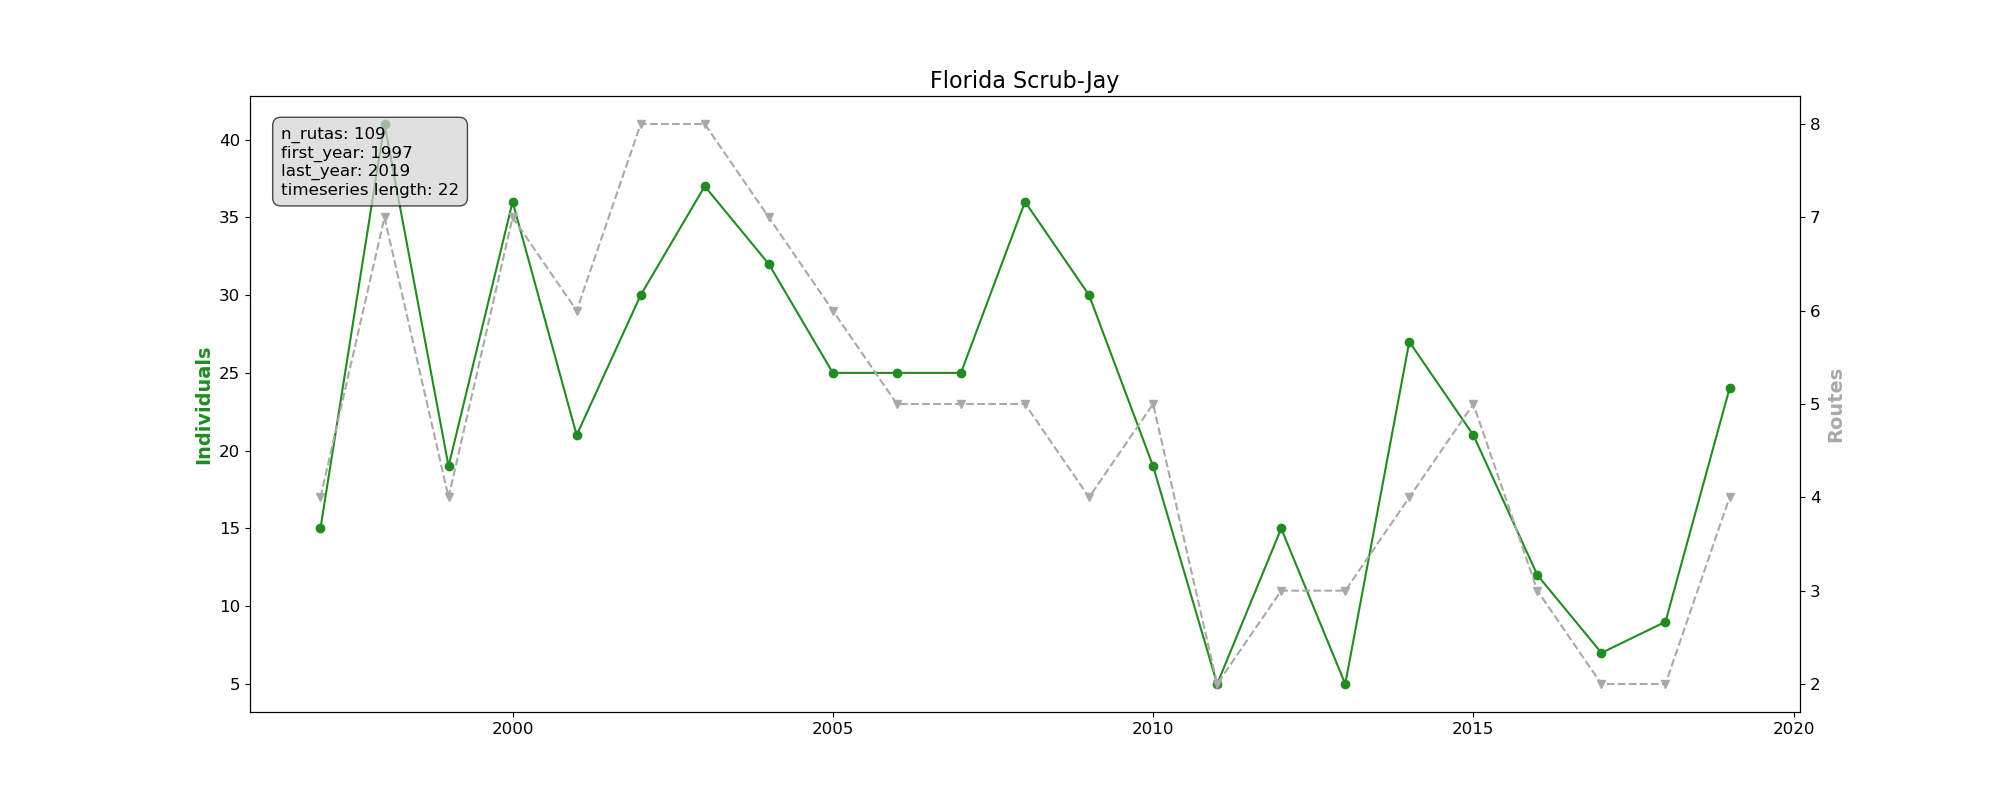 Florida Scrub-Jay
n_rutas: 109
first_year: 1997
last_year: 2019
timeseries length: 22
40
35
30
25
20
15
10
5
Individuals
8
7
6
5
4
3
2
Routes
2000
2005
2010
2015
2020